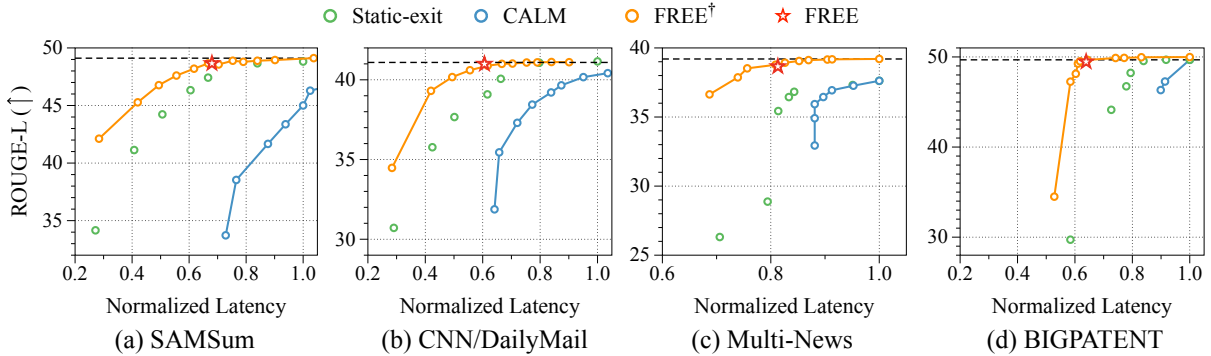 Static-exit CALM FREE† FREE
ROUGE-L (↑)
50 45 40 35
0.2 0.4 0.6 0.8 1.0
Normalized Latency
(a) SAMSum
40 35 30
0.2 0.4 0.6 0.8 1.0
Normalized Latency
(b) CNN/DailyMail
40 35 30 25
0.6 0.8 1.0
Normalized Latency
(c) Multi-News
50 40 30
0.2 0.4 0.6 0.8 1.0
Normalized Latency
(d) BIGPATENT